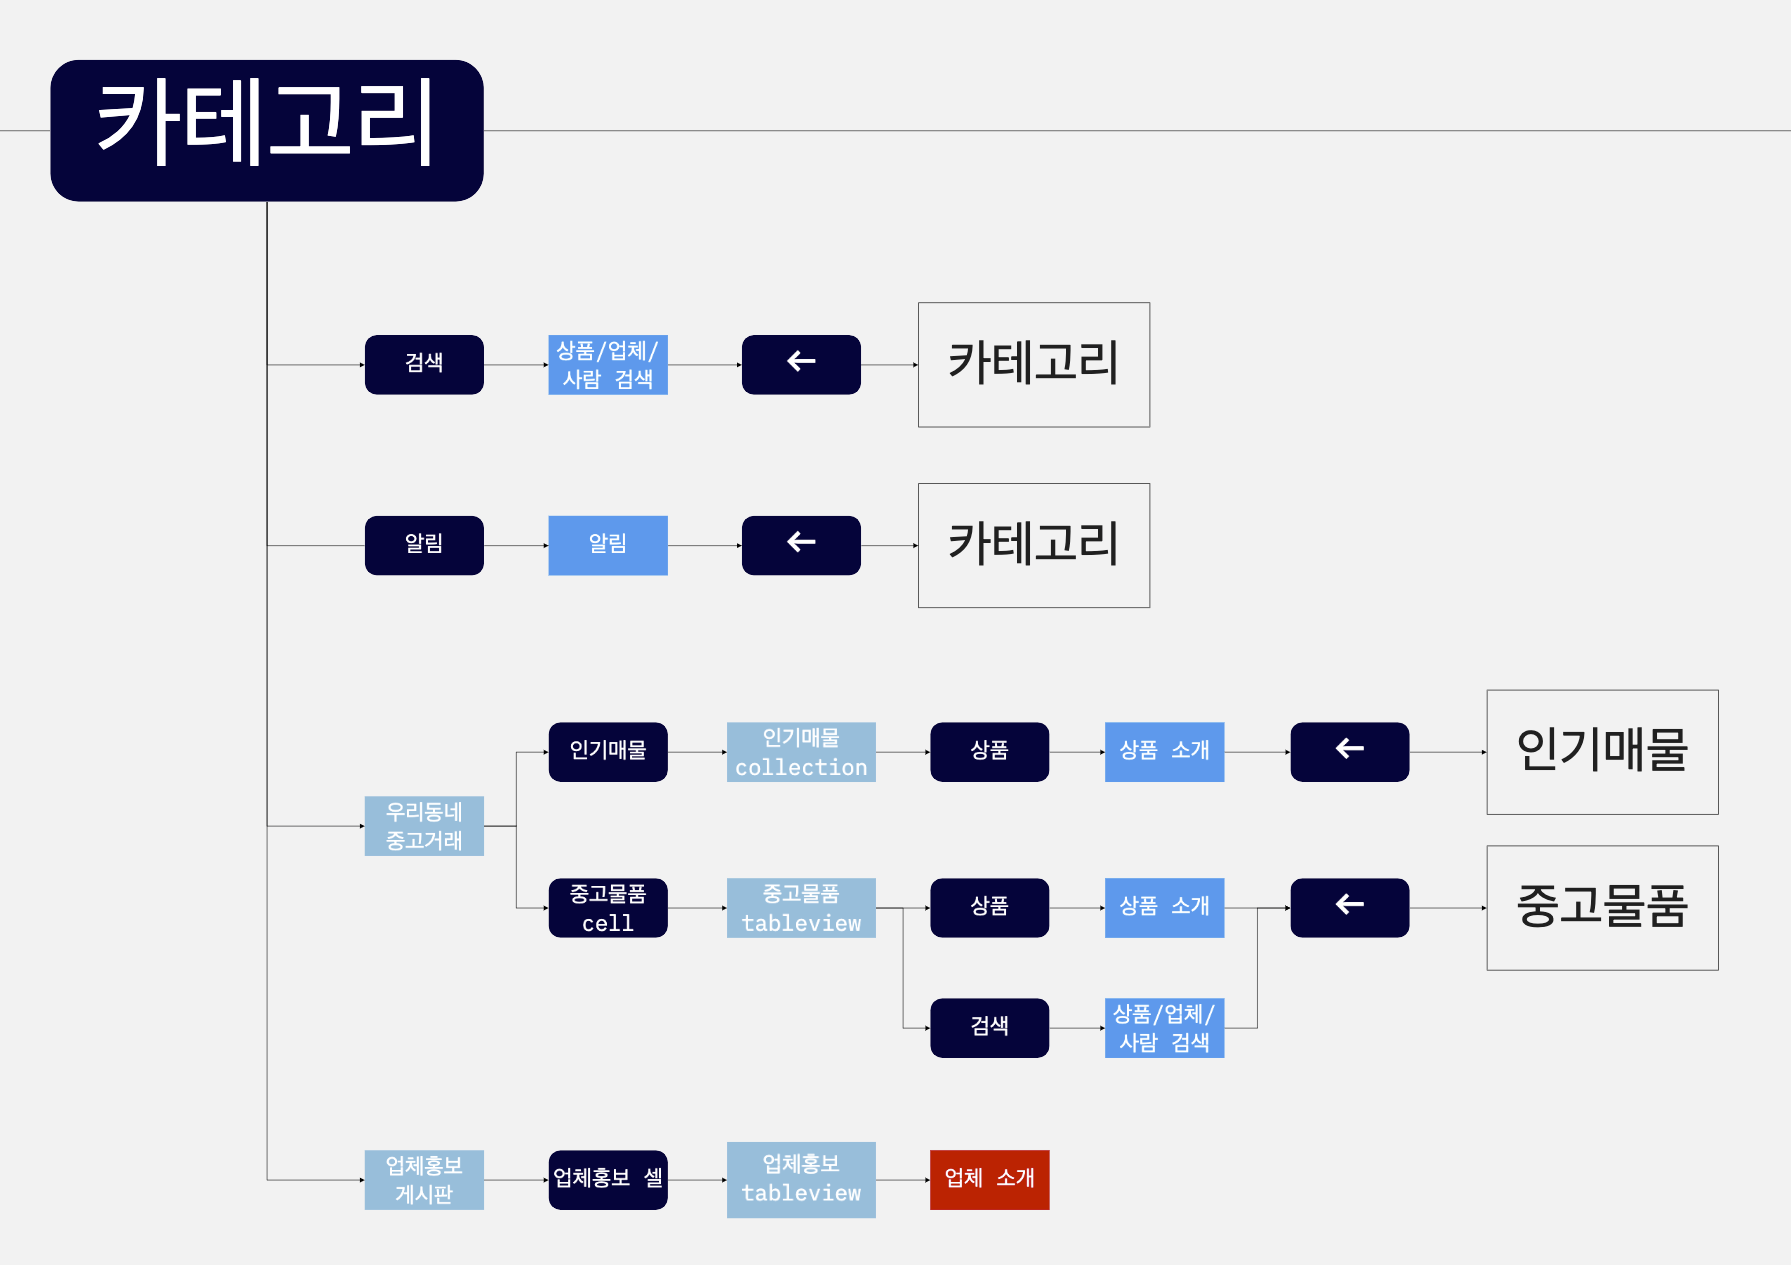 카테고리
검색
상품/업체/
사람 검색
←
카테고리
알림
알림
←
카테고리
우리동네
중고거래
인기매물
인기매물
collection
상품
상품 소개
←
인기매물
중고물품
cell
중고물품
tableview
상품
상품 소개
←
중고물품
검색
상품/업체/
사람 검색
업체홍보
게시판
업체홍보 셀
업체홍보
tableview
업체 소개